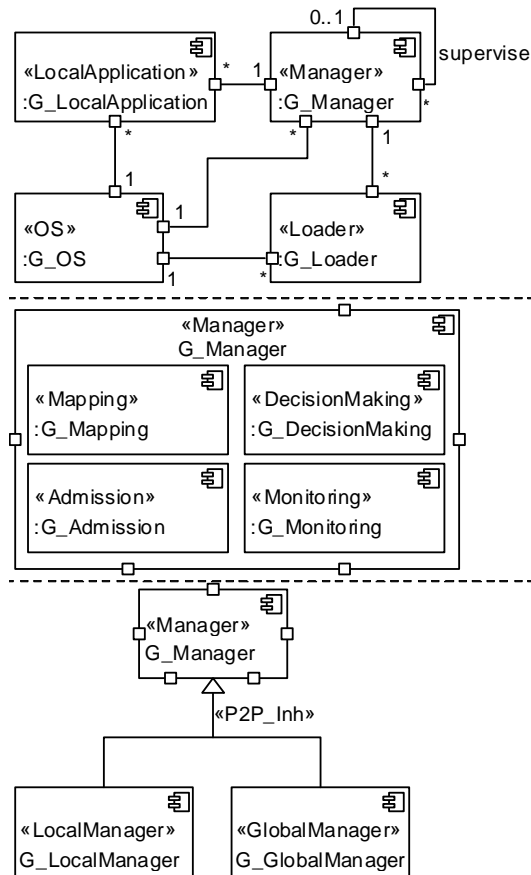 0..1
supervise
«LocalApplication»
:G_LocalApplication
*
1
«Manager»
:G_Manager
*
*
1
*
1
«OS»
:G_OS
1
1
*
*
«Loader»
:G_Loader
«Manager»
G_Manager
«Mapping»
:G_Mapping
«DecisionMaking»
:G_DecisionMaking
«Admission»
:G_Admission
«Monitoring»
:G_Monitoring
«Manager»
G_Manager
«P2P_Inh»
«LocalManager»
G_LocalManager
«GlobalManager»
G_GlobalManager